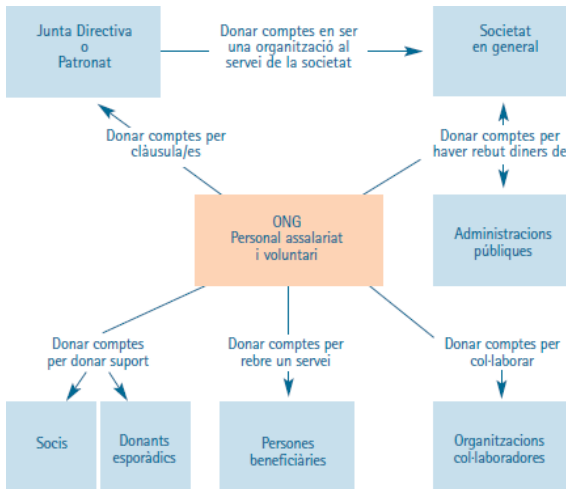 Junta Directiva
o
Patronat
Donar comptes en ser
una organització al
servei de la societat
Societat
en general
Donar comptes per
clàusula/es
Donar comptes per
haver rebut diners de
ONG
Personal assalariat
i voluntari
Administracions
públiques
Donar comptes
per donar suport
Donar comptes per
rebre un servei
Donar comptes per
col·laborar
Socis
Donants
esporàdics
Persones
beneficiàries
Organitzacions
col·laboradores